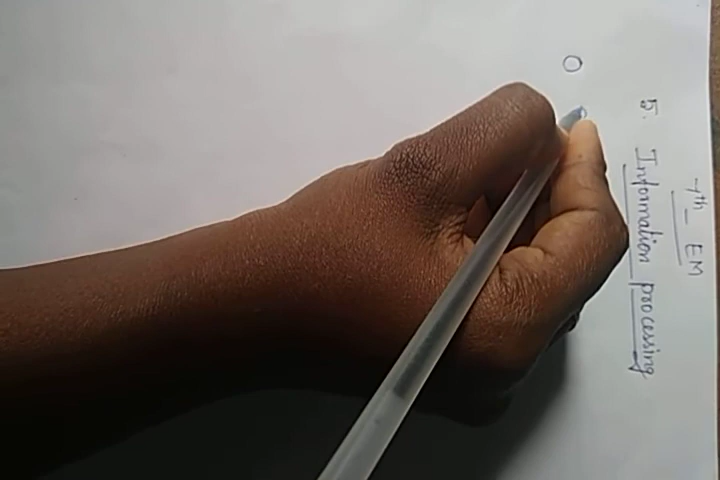 7th EM
5. Information processing
O